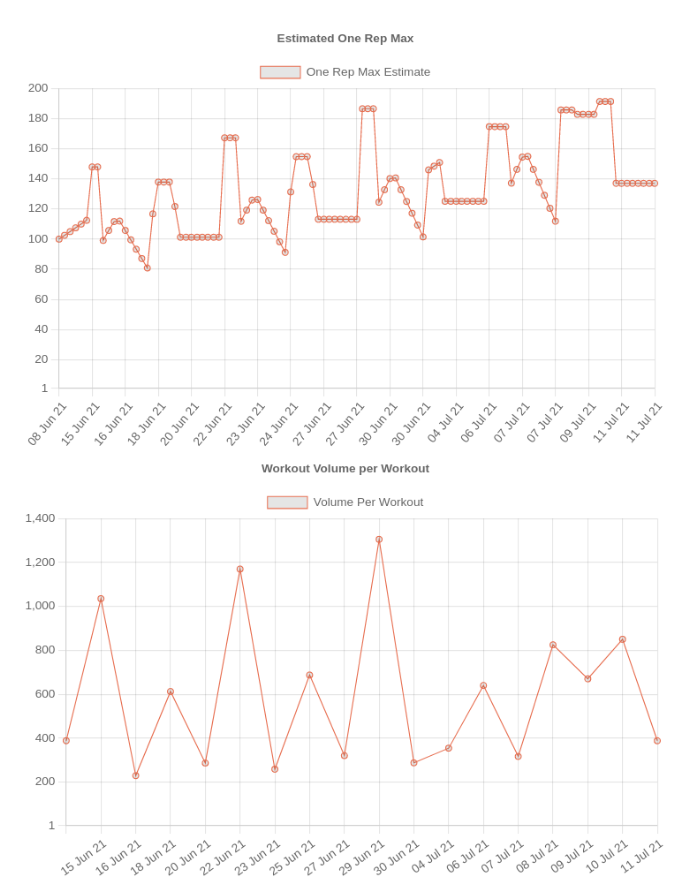 Estimated One Rep Max
One Rep Max Estimate
200
180
160
140
120
100
80
60
40
20
1
08 Jun 21
15 Jun 21
16 Jun 21
18 Jun 21
20 Jun 21
22 Jun 21
23 Jun 21
24 Jun 21
27 Jun 21
27 Jun 21
30 Jun 21
30 Jun 21
04 Jul 21
06 Jul 21
07 Jul 21
07 Jul 21
09 Jul 21
11 Jul 21
11 Jul 21
Workout Volume per Workout
Volume Per Workout
1,400
1,200
1,000
800
600
400
200
1
15 Jun 21
16 Jun 21
18 Jun 21
20 Jun 21
22 Jun 21
23 Jun 21
25 Jun 21
27 Jun 21
29 Jun 21
30 Jun 21
04 Jul 21
06 Jul 21
07 Jul 21
08 Jul 21
09 Jul 21
10 Jul 21
11 Jul 21